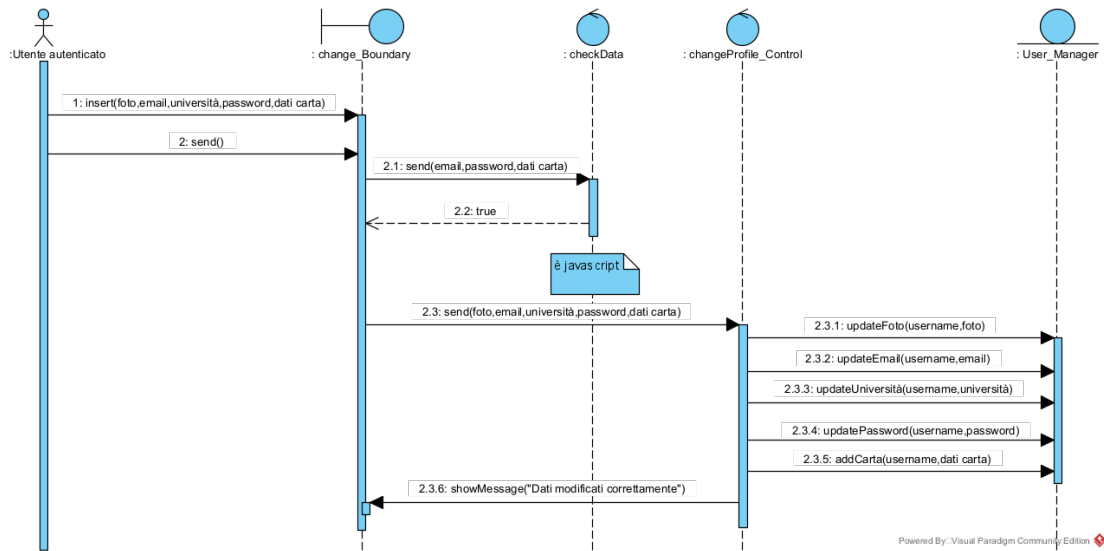 :Utente autenticato
: change_Boundary
: checkData
: changeProfile_Control
: User_Manager
1: insert(foto,email,università,password,dati carta)
2: send()
2.1: send(email,password,dati carta)
2.2: true
è javascript
2.3: send(foto,email,università,password,dati carta)
2.3.1: updateFoto(username,foto)
2.3.2: updateEmail(username,email)
2.3.3: updateUniversità(username,università)
2.3.4: updatePassword(username,password)
2.3.5: addCarta(username,dati carta)
2.3.6: showMessage("Dati modificati correttamente")
Powered By Visual Paradigm Community Edition